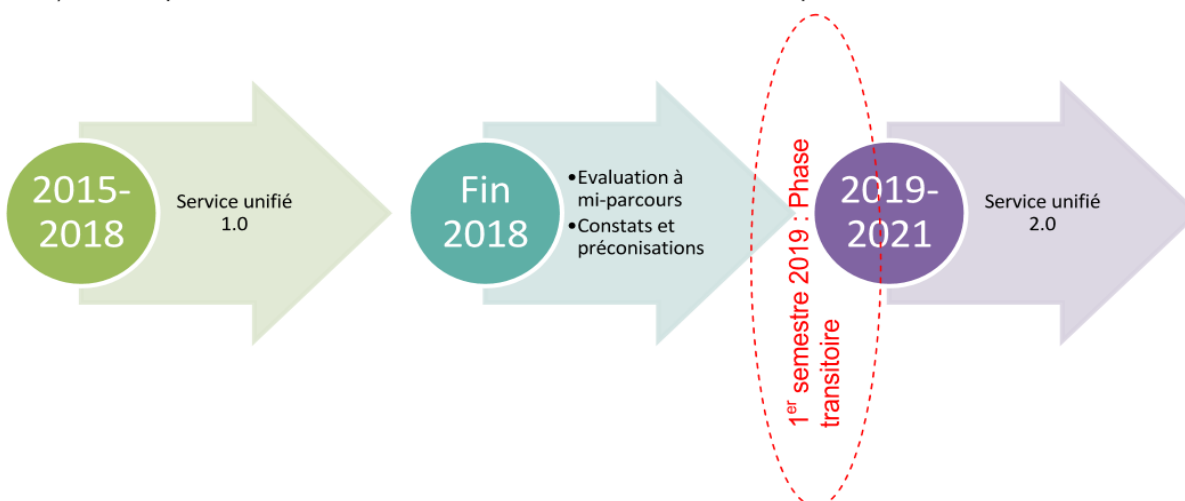 2015-
2018
Service unifié
1.0
Fin
2018
•Evaluation à
mi-parcours
•Constats et
préconisations
1er semestre 2019 : Phase
transitoire
2019-
2021
Service unifié
2.0